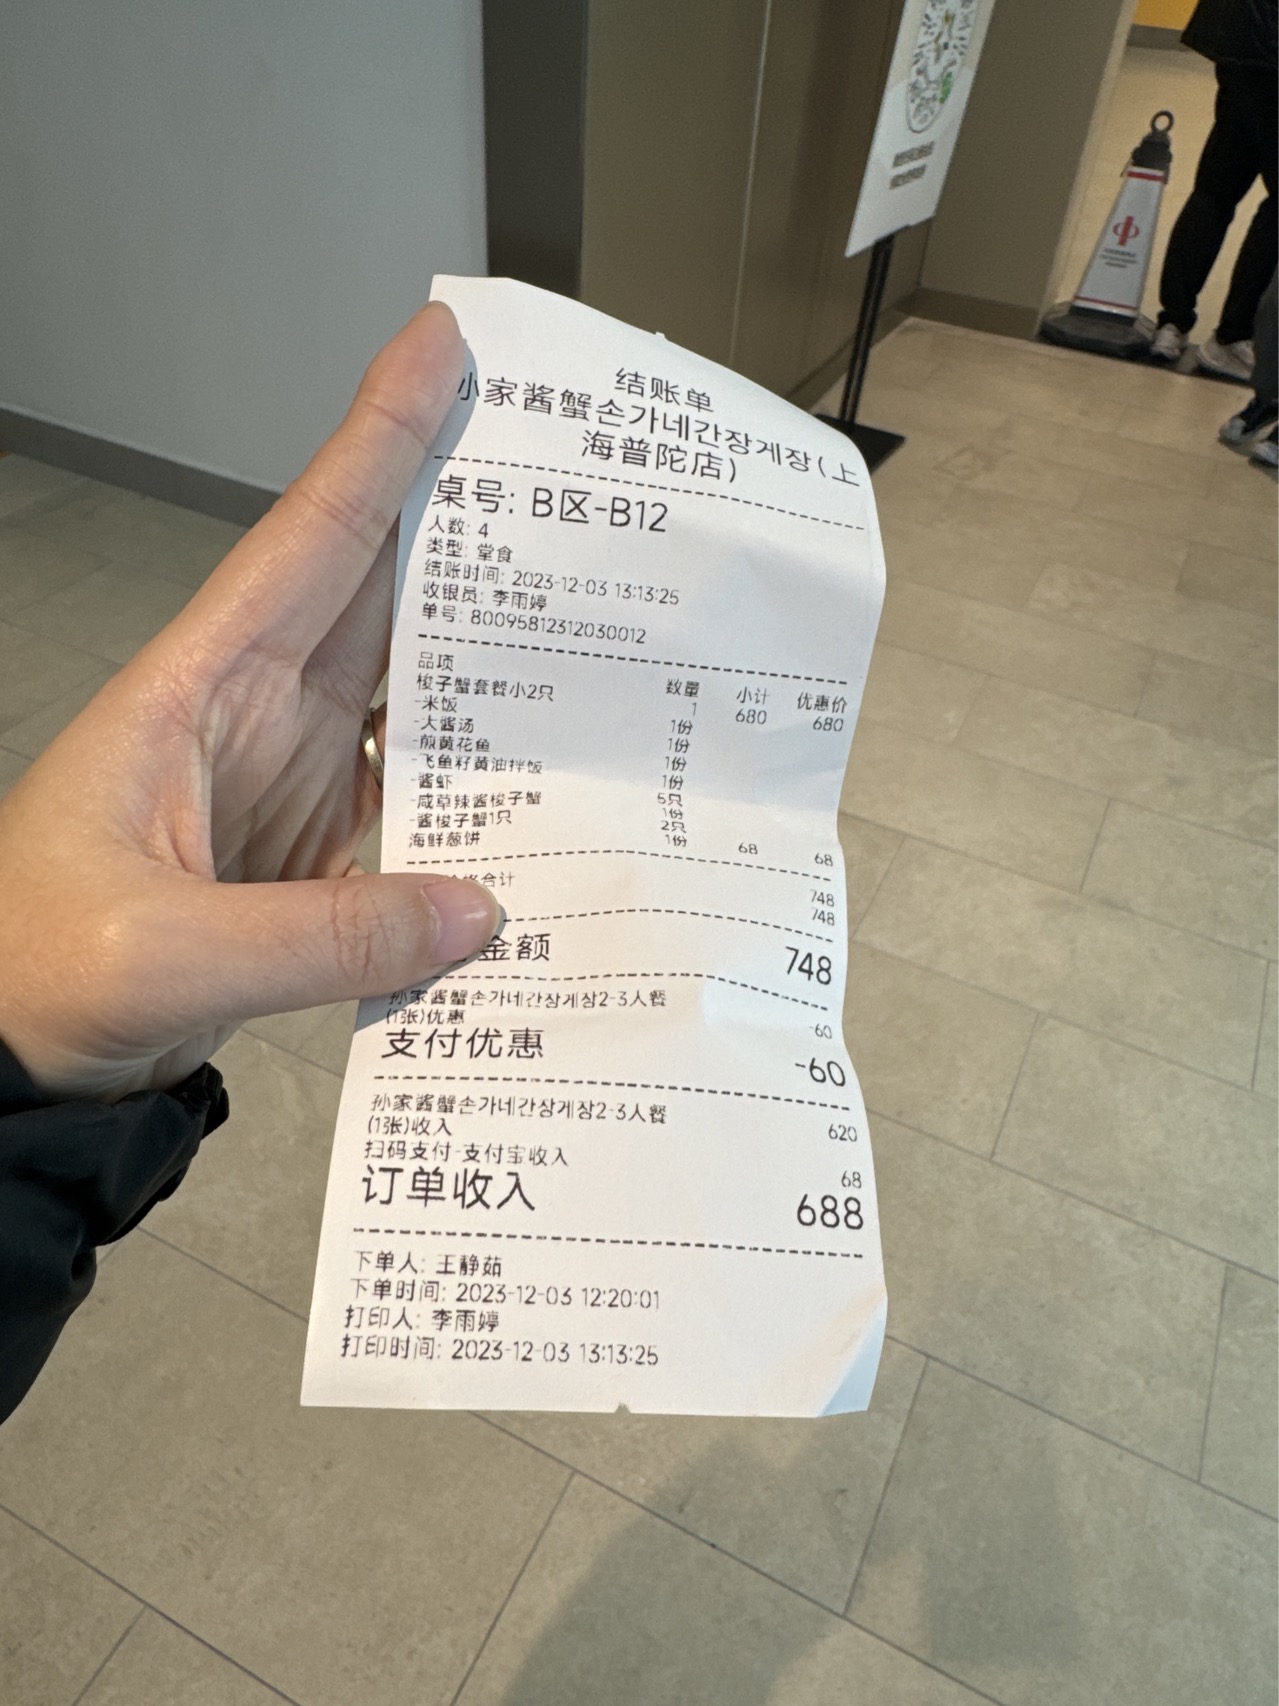 结账单
孙家酱蟹손가네간장게장(上
海普陀店)
桌号: B区-B12
人数: 4
类型: 堂食
结账时间: 2023-12-03 13:13:25
收银员: 李雨婷
单号: 80095812312030012
品项 数量 小计 优惠价
梭子蟹套餐小2只 1 680 680
-米饭 1份
-大酱汤 1份
-煎黄花鱼 1份
-飞鱼籽黄油拌饭 1份
-酱虾 5只
-咸草辣酱梭子蟹 1份
-酱梭子蟹1只 2只
海鲜葱饼 1份 68 68
合计 748
748
金额 748
孙家酱蟹손가네간장게장2-3人餐
(1张)优惠 -60
支付优惠 -60
孙家酱蟹손가네간장게장2-3人餐
(1张)收入 620
扫码支付-支付宝收入 68
订单收入 688
下单人: 王静茹
下单时间: 2023-12-03 12:20:01
打印人: 李雨婷
打印时间: 2023-12-03 13:13:25